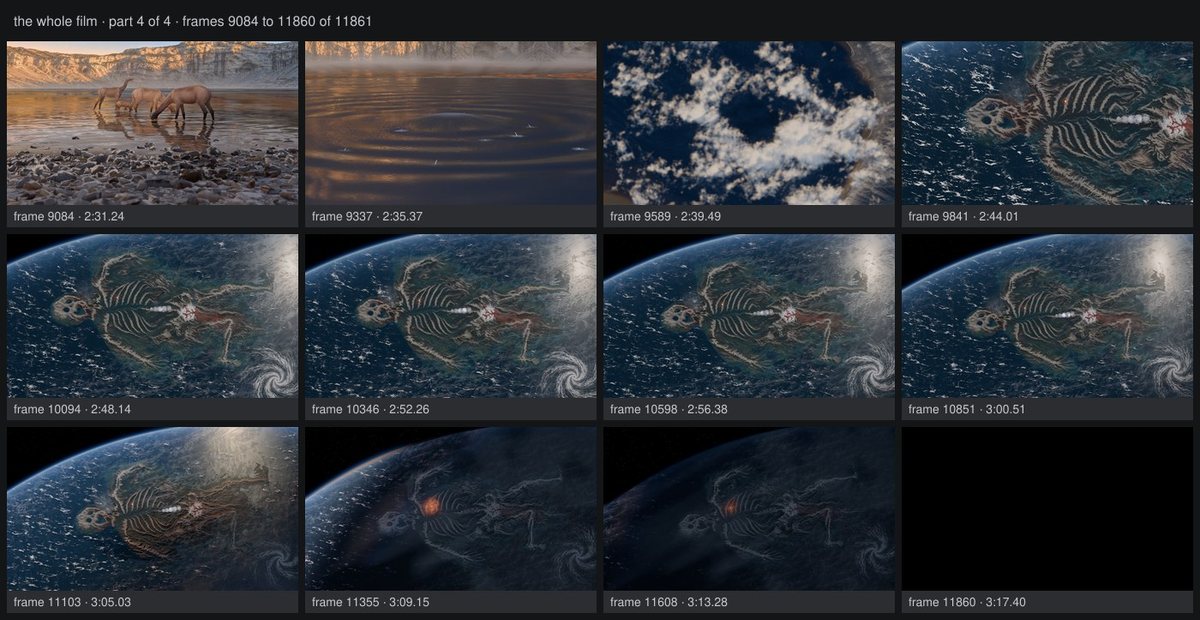 the whole film · part 4 of 4 · frames 9084 to 11860 of 11861
frame 9084 · 2:31.24
frame 9337 · 2:35.37
frame 9589 · 2:39.49
frame 9841 · 2:44.01
frame 10094 · 2:48.14
frame 10346 · 2:52.26
frame 10598 · 2:56.38
frame 10851 · 3:00.51
frame 11103 · 3:05.03
frame 11355 · 3:09.15
frame 11608 · 3:13.28
frame 11860 · 3:17.40